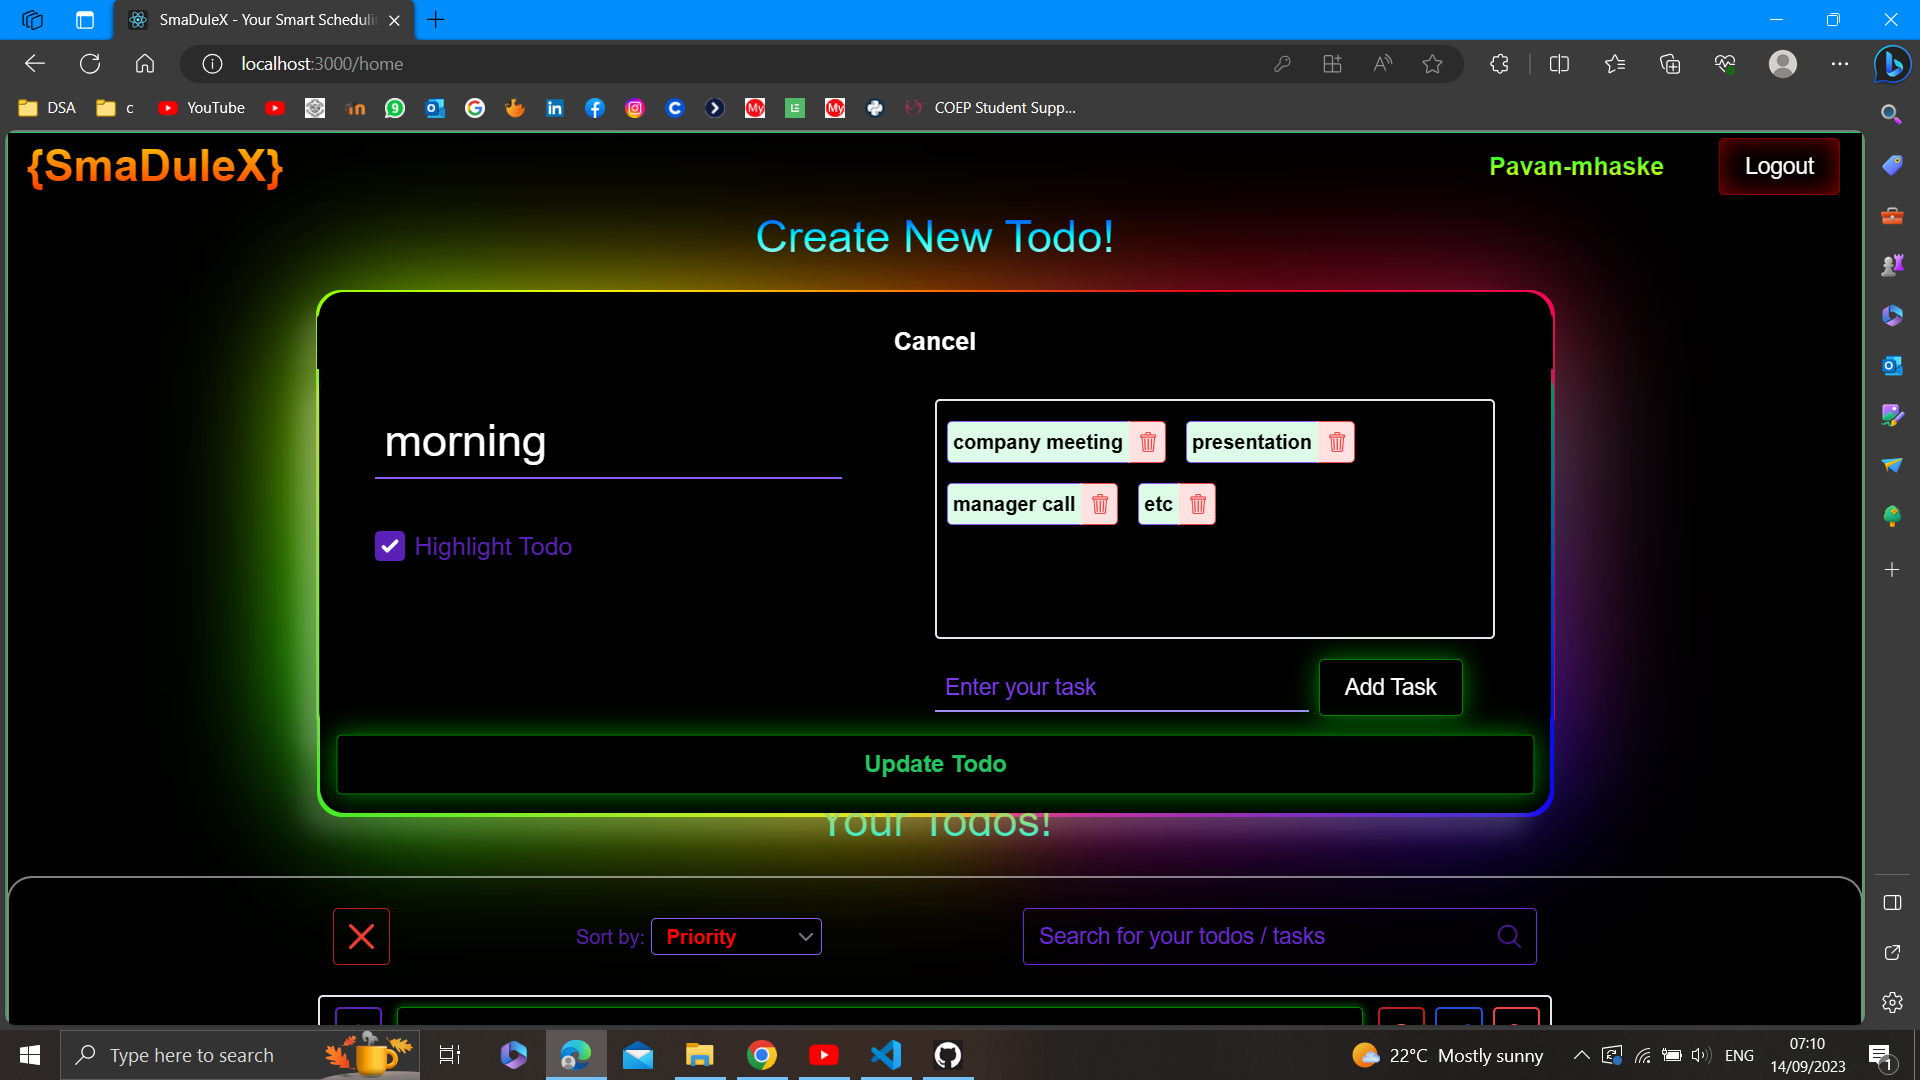 SmaDuleX - Your Smart Scheduli
localhost:3000/home
DSA
c
YouTube
COEP Student Supp...
{SmaDuleX}
Pavan-mhaske
Logout
Create New Todo!
Cancel
morning
Highlight Todo
company meeting
presentation
manager call
etc
Enter your task
Add Task
Update Todo
Your Todos!
Sort by:
Priority
Search for your todos / tasks
Type here to search
22°C Mostly sunny
ENG
07:10
14/09/2023
1